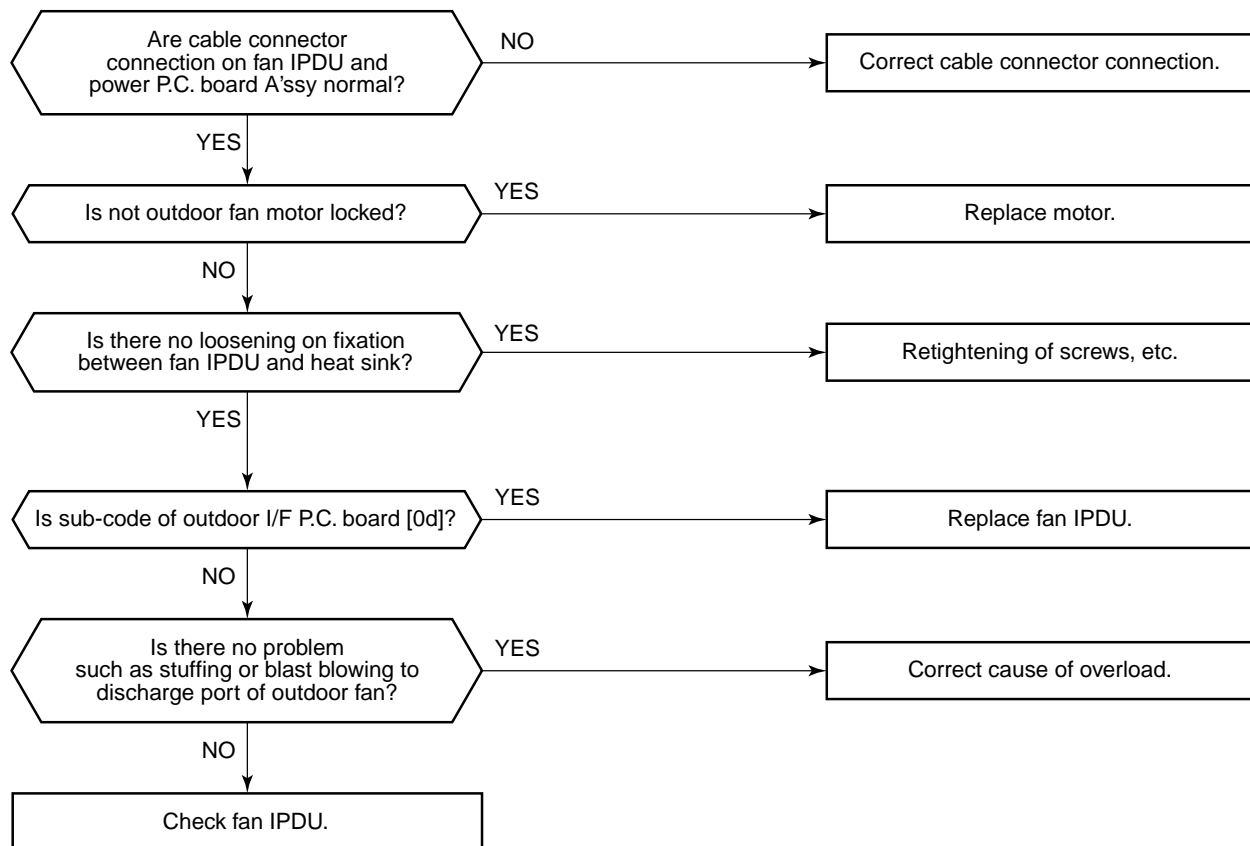 Are cable connector
connection on fan IPDU and
power P.C. board A'ssy normal?
NO
Correct cable connector connection.
YES
Is not outdoor fan motor locked?
YES
Replace motor.
NO
Is there no loosening on fixation
between fan IPDU and heat sink?
YES
Retightening of screws, etc.
YES
Is sub-code of outdoor I/F P.C. board [0d]?
YES
Replace fan IPDU.
NO
Is there no problem
such as stuffing or blast blowing to
discharge port of outdoor fan?
YES
Correct cause of overload.
NO
Check fan IPDU.